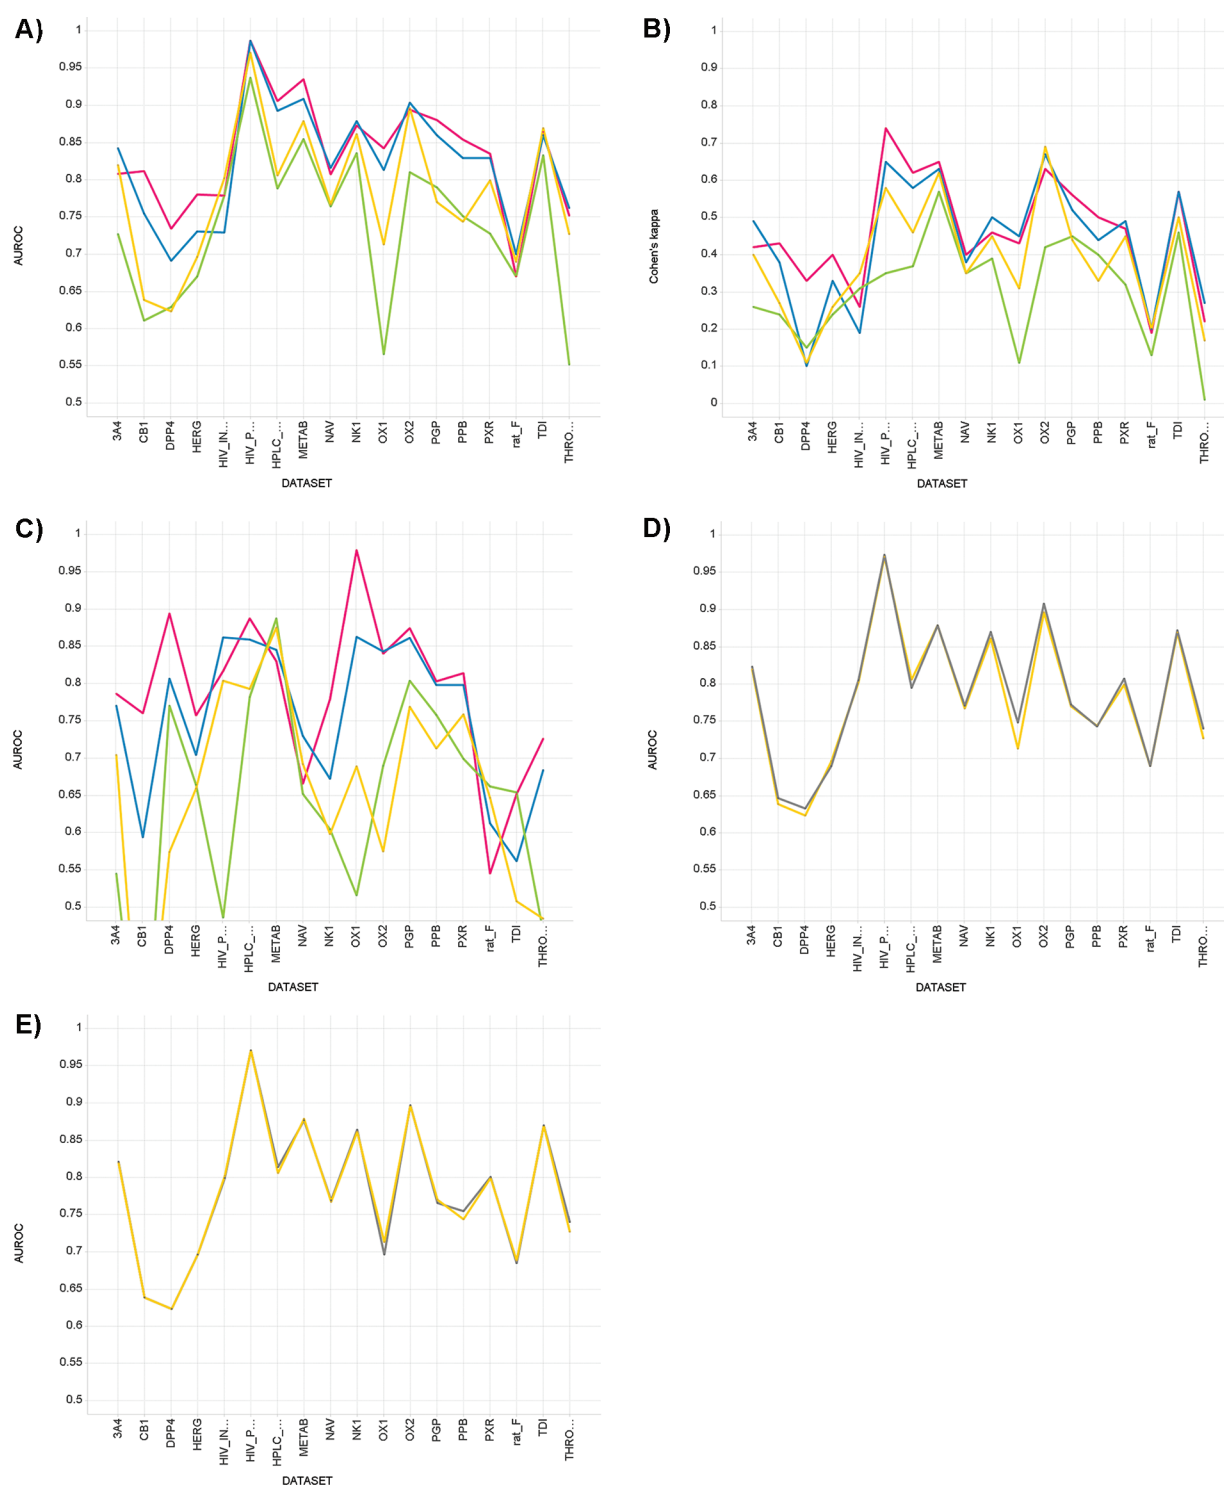 A)
1
0.95
0.9
0.85
0.8
0.75
0.7
0.65
0.6
0.55
0.5
AUROC
3A4
CB1
DPP4
HERG
HIV_IN...
HIV_P...
HPLC_...
METAB
NAV
NK1
OX1
OX2
PGP
PPB
PXR
rat_F
TDI
THRO...
DATASET
B)
1
0.9
0.8
0.7
0.6
0.5
0.4
0.3
0.2
0.1
0
Cohen's kappa
3A4
CB1
DPP4
HERG
HIV_IN...
HIV_P...
HPLC_...
METAB
NAV
NK1
OX1
OX2
PGP
PPB
PXR
rat_F
TDI
THRO...
DATASET
C)
1
0.95
0.9
0.85
0.8
0.75
0.7
0.65
0.6
0.55
0.5
AUROC
3A4
CB1
DPP4
HERG
HIV_P...
HPLC_...
METAB
NAV
NK1
OX1
OX2
PGP
PPB
PXR
rat_F
TDI
THRO...
DATASET
D)
1
0.95
0.9
0.85
0.8
0.75
0.7
0.65
0.6
0.55
0.5
AUROC
3A4
CB1
DPP4
HERG
HIV_IN...
HIV_P...
HPLC_...
METAB
NAV
NK1
OX1
OX2
PGP
PPB
PXR
rat_F
TDI
THRO...
DATASET
E)
1
0.95
0.9
0.85
0.8
0.75
0.7
0.65
0.6
0.55
0.5
AUROC
3A4
CB1
DPP4
HERG
HIV_IN...
HIV_P...
HPLC_...
METAB
NAV
NK1
OX1
OX2
PGP
PPB
PXR
rat_F
TDI
THRO...
DATASET